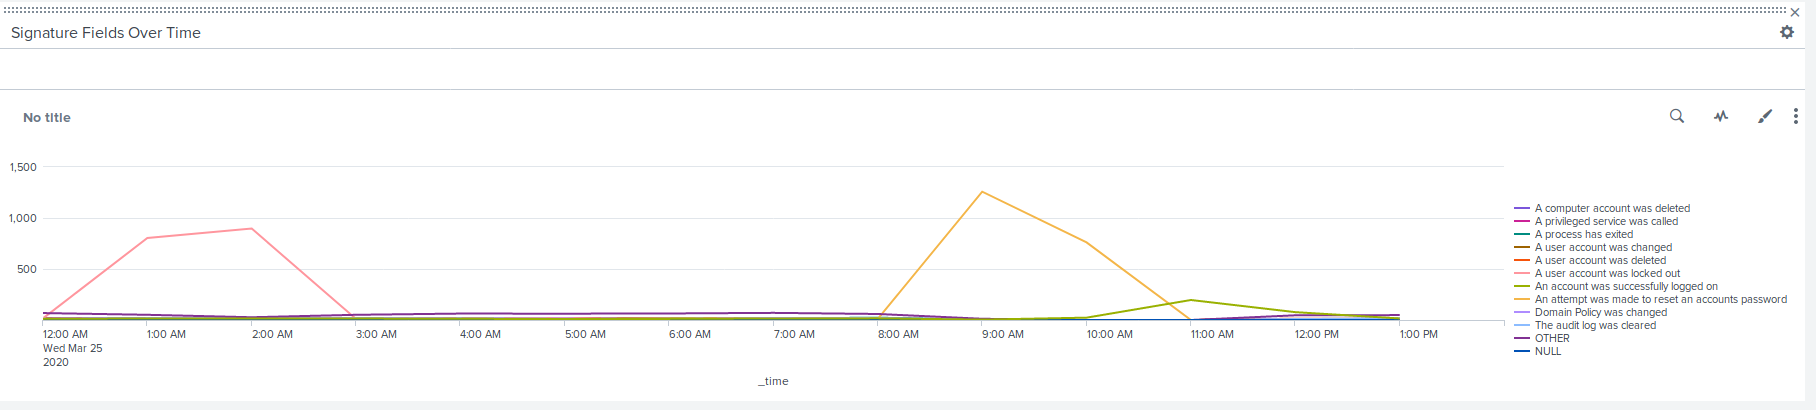 Signature Fields Over Time
No title
1,500
1,000
500
12:00 AM
Wed Mar 25
2020
1:00 AM
2:00 AM
3:00 AM
4:00 AM
5:00 AM
6:00 AM
7:00 AM
8:00 AM
9:00 AM
10:00 AM
11:00 AM
12:00 PM
1:00 PM
_time
A computer account was deleted
A privileged service was called
A process has exited
A user account was changed
A user account was deleted
A user account was locked out
An account was successfully logged on
An attempt was made to reset an accounts password
Domain Policy was changed
The audit log was cleared
OTHER
NULL